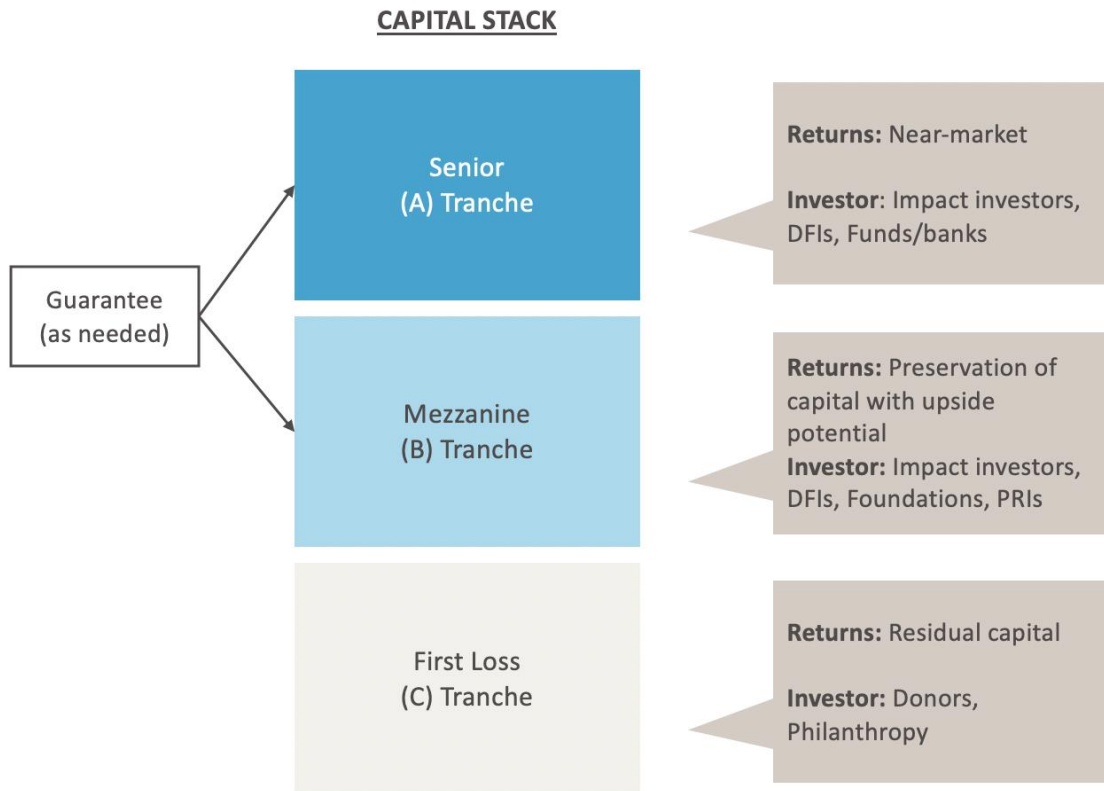 CAPITAL STACK
Senior
(A) Tranche
Returns: Near-market
Investor: Impact investors,
DFIs, Funds/banks
Guarantee
(as needed)
Mezzanine
(B) Tranche
Returns: Preservation of
capital with upside
potential
Investor: Impact investors,
DFIs, Foundations, PRIs
First Loss
(C) Tranche
Returns: Residual capital
Investor: Donors,
Philanthropy